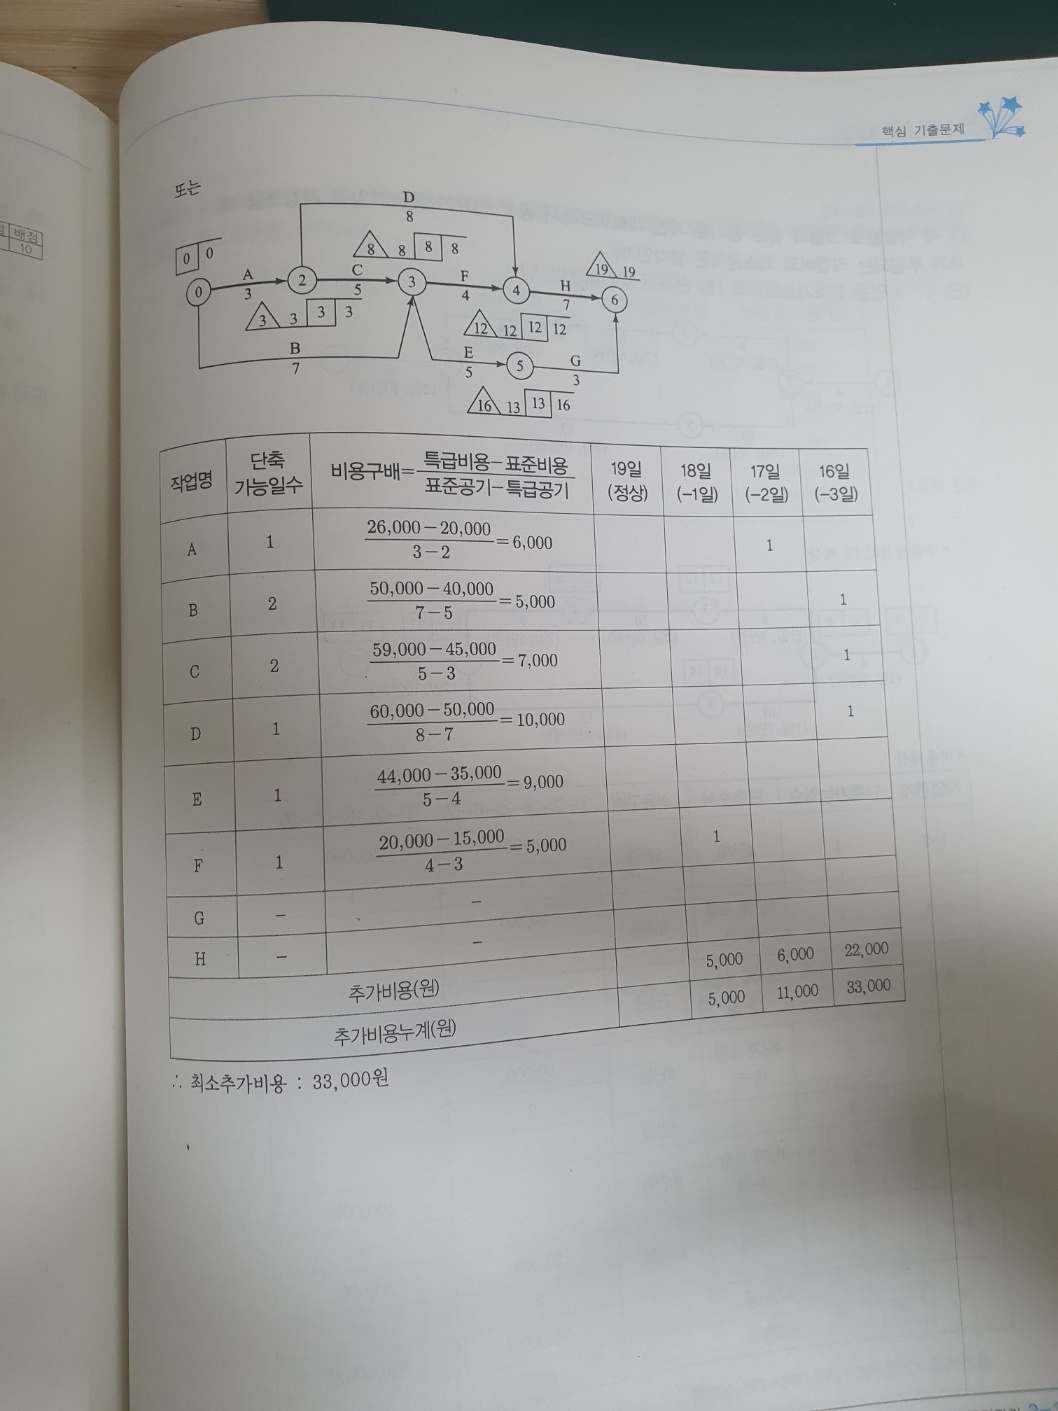 배점
10
핵심 기출문제
또는
D
8
0 0
8 8 8 8
19 19
A
3
C
5
F
4
H
7
0
2
3
4
6
3 3 3 3
12 12 12 12
B
7
E
5
5
G
3
16 13 13 16
작업명 단축 가능일수 비용구배=특급비용-표준비용/표준공기-특급공기 19일 (정상) 18일 (-1일) 17일 (-2일) 16일 (-3일)
A 1 26,000-20,000/3-2=6,000 1
B 2 50,000-40,000/7-5=5,000 1
C 2 59,000-45,000/5-3=7,000 1
D 1 60,000-50,000/8-7=10,000 1
E 1 44,000-35,000/5-4=9,000
F 1 20,000-15,000/4-3=5,000 1
G - -
H - -
추가비용(원) 5,000 6,000 22,000
추가비용누계(원) 5,000 11,000 33,000
∴ 최소추가비용 : 33,000원